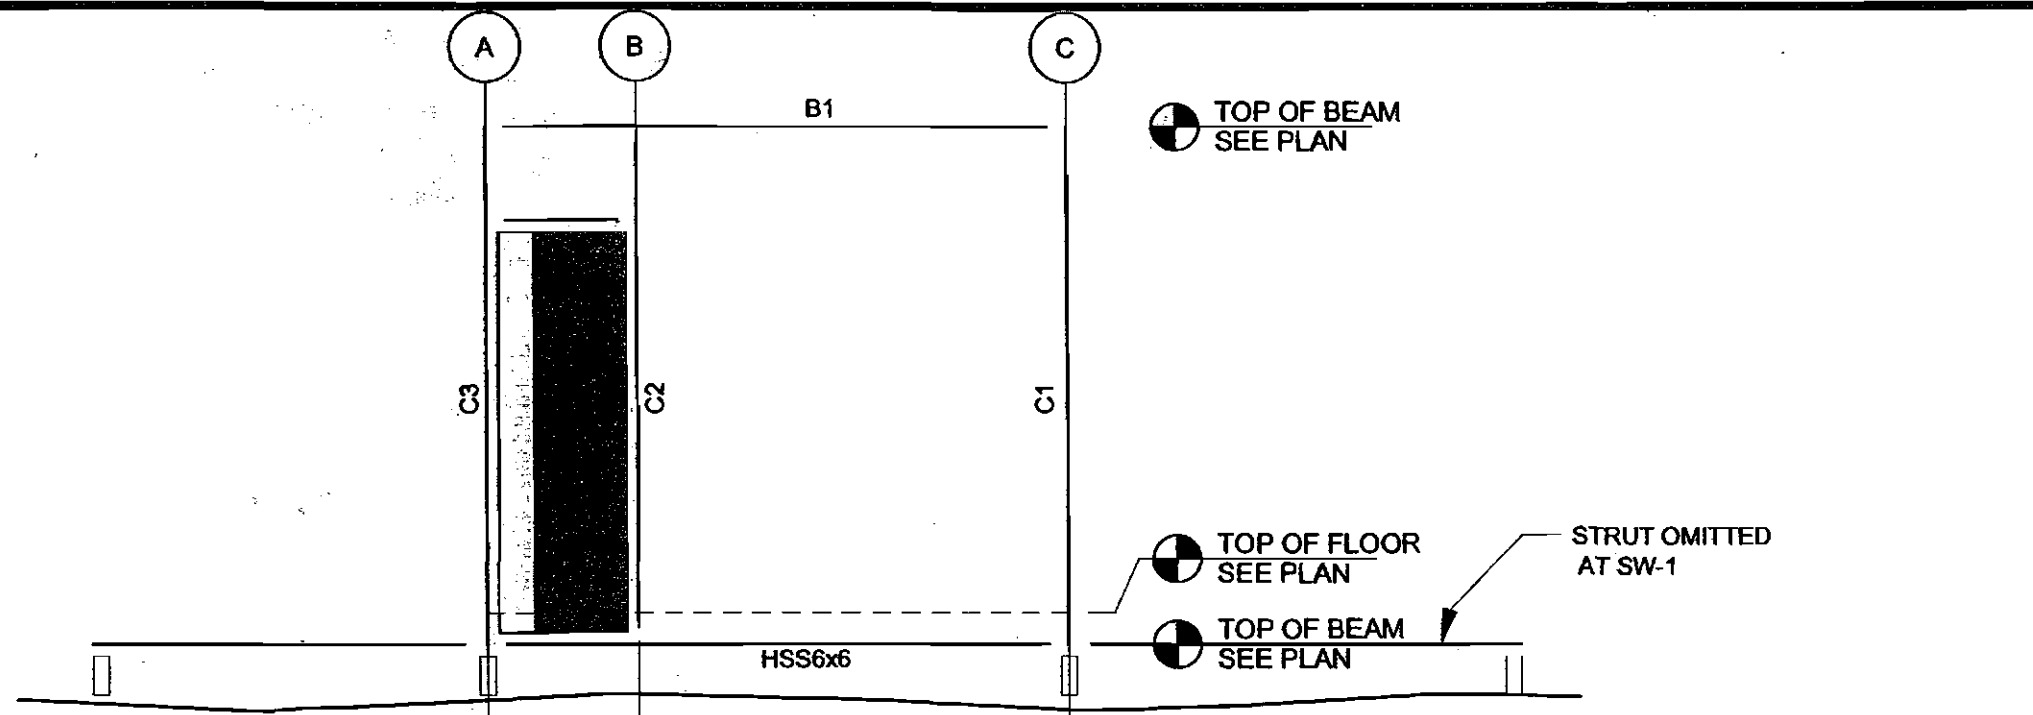 A
B
C
B1
TOP OF BEAM
SEE PLAN
C3
C2
C1
TOP OF FLOOR
SEE PLAN
STRUT OMITTED
AT SW-1
TOP OF BEAM
SEE PLAN
HSS6x6